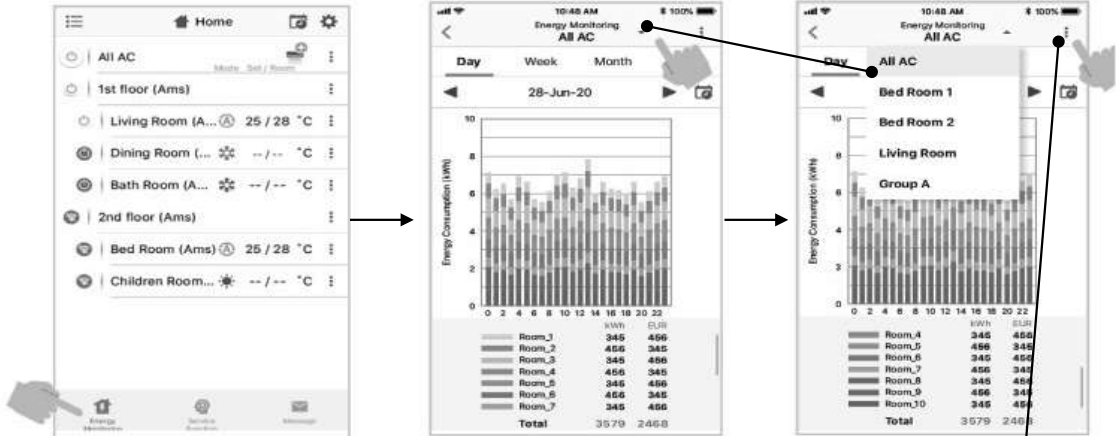 Home
All AC
Mode Set / Room
1st floor (Ams)
Living Room (A... A 25 / 28 °C
Dining Room (... -- / -- °C
Bath Room (A... -- / -- °C
2nd floor (Ams)
Bed Room (Ams) A 25 / 28 °C
Children Room... -- / -- °C
Energy
Monitoring
Service
Message
10:48 AM 100%
Energy Monitoring
All AC
Day Week Month
28-Jun-20
Energy Consumption (kWh)
10
8
6
4
2
0
0 2 4 6 8 10 12 14 16 18 20 22
kWh EUR
Room_1 345 456
Room_2 456 345
Room_3 456 345
Room_4 456 345
Room_5 456 345
Room_6 456 345
Room_7 345 456
Total 3579 2468
10:48 AM 100%
Energy Monitoring
All AC
Day
All AC
Bed Room 1
Bed Room 2
Living Room
Group A
Energy Consumption (kWh)
10
8
6
4
2
0
0 2 4 6 8 10 12 14 16 18 20 22
kWh EUR
Room_4 345 456
Room_5 456 345
Room_6 345 456
Room_7 456 345
Room_8 345 456
Room_9 456 345
Room_10 345 456
Total 3579 2468